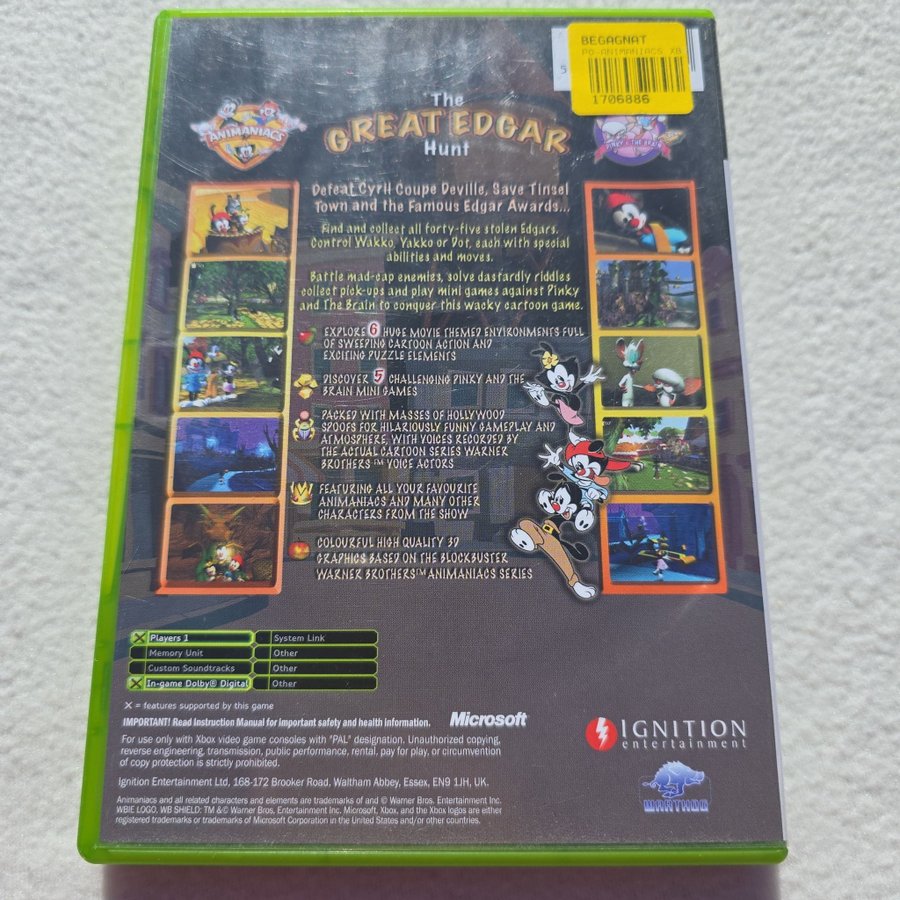 BEGAGNAT
PO-ANIMANIACS XB
5
1706886
The
ANIMANIACS
GREAT EDGAR
PINKY & THE BRAIN
Hunt
Defeat Cyril Coupe Deville, Save Tinsel
Town and the Famous Edgar Awards...
Find and collect all forty-five stolen Edgars.
Control Wakko, Yakko or Dot, each with special
abilities and moves.
Battle mad-cap enemies, solve dastardly riddles
collect pick-ups and play mini games against Pinky
and The Brain to conquer this wacky cartoon game.
EXPLORE 6 HUGE MOVIE THEMED ENVIRONMENTS FULL
OF SWEEPING CARTOON ACTION AND
EXCITING PUZZLE ELEMENTS
DISCOVER 5 CHALLENGING PINKY AND THE
BRAIN MINI GAMES
PACKED WITH MASSES OF HOLLYWOOD
SPOOFS FOR HILARIOUSLY FUNNY GAMEPLAY AND
ATMOSPHERE, WITH VOICES RECORDED BY
THE ACTUAL CARTOON SERIES WARNER
BROTHERS™ VOICE ACTORS
FEATURING ALL YOUR FAVOURITE
ANIMANIACS AND MANY OTHER
CHARACTERS FROM THE SHOW
COLOURFUL HIGH QUALITY 3D
GRAPHICS BASED ON THE BLOCKBUSTER
WARNER BROTHERS™ ANIMANIACS SERIES
X Players 1 System Link
Memory Unit Other
Custom Soundtracks Other
X In-game Dolby® Digital Other
X = features supported by this game
IMPORTANT! Read Instruction Manual for important safety and health information. Microsoft
For use only with Xbox video game consoles with "PAL" designation. Unauthorized copying,
reverse engineering, transmission, public performance, rental, pay for play, or circumvention
of copy protection is strictly prohibited.
IGNITION
entertainment
Ignition Entertainment Ltd, 168-172 Brooker Road, Waltham Abbey, Essex, EN9 1JH, UK.
Animaniacs and all related characters and elements are trademarks of and © Warner Bros. Entertainment Inc.
WBIE LOGO, WB SHIELD: TM & © Warner Bros. Entertainment Inc. Microsoft, Xbox, and the Xbox logos are either
registered trademarks or trademarks of Microsoft Corporation in the United States and/or other countries.
WARTHOG